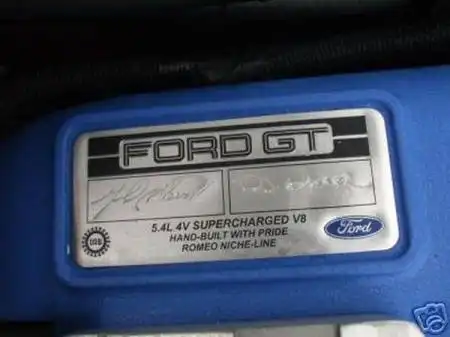 FORD GT
5.4L 4V SUPERCHARGED V8
HAND-BUILT WITH PRIDE
ROMEO NICHE-LINE
Ford